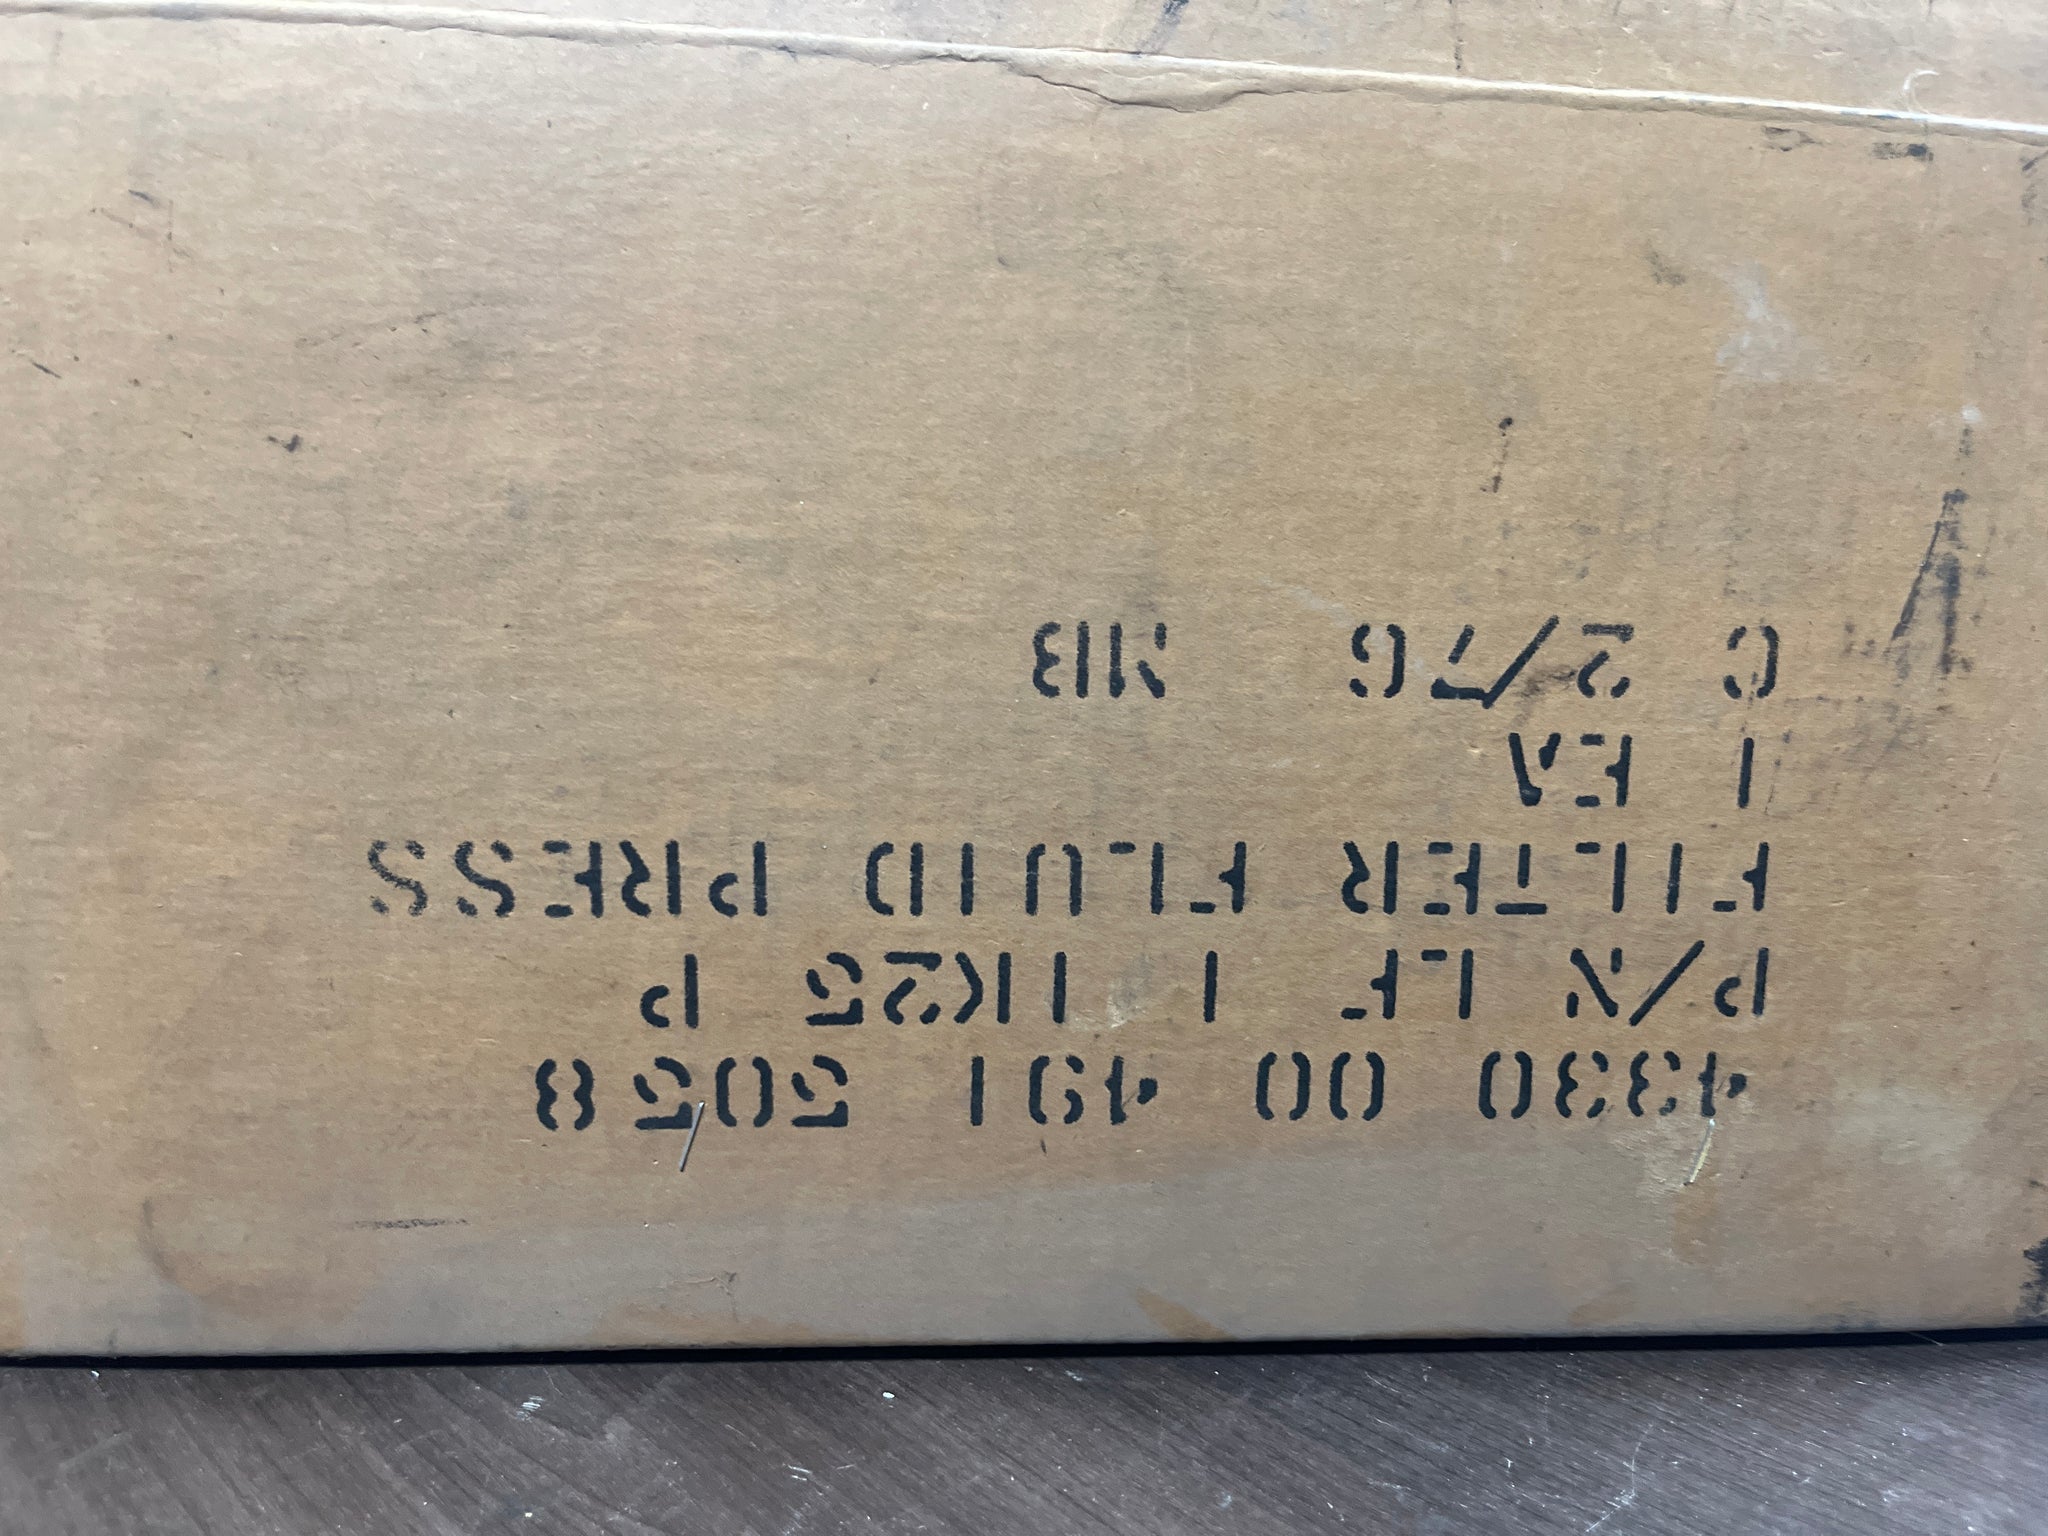 4330 00 491 5058
P/N LF 1 1K25 P
FILTER FLUID PRESS
1 EA
C 2/76 MB